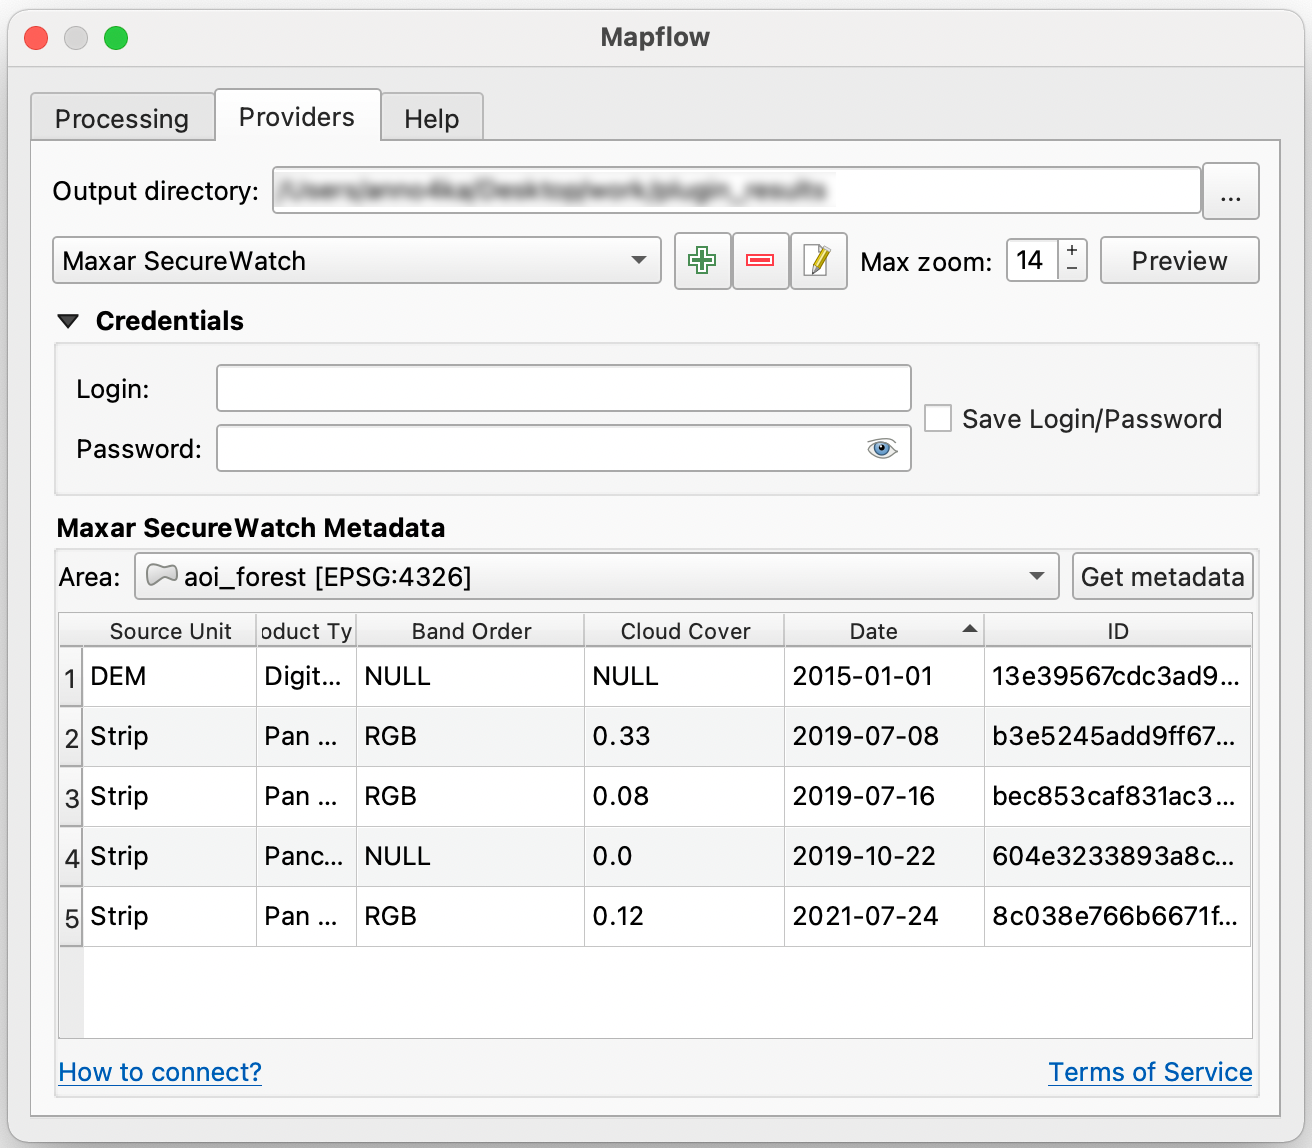 Mapflow
Processing Providers Help
Output directory: ...
Maxar SecureWatch Max zoom: 14 + − Preview
Credentials
Login:
Save Login/Password
Password:
Maxar SecureWatch Metadata
Area: aoi_forest [EPSG:4326] Get metadata
Source Unit oduct Ty Band Order Cloud Cover Date ID
1 DEM Digit... NULL NULL 2015-01-01 13e39567cdc3ad9...
2 Strip Pan ... RGB 0.33 2019-07-08 b3e5245add9ff67...
3 Strip Pan ... RGB 0.08 2019-07-16 bec853caf831ac3...
4 Strip Panc... NULL 0.0 2019-10-22 604e3233893a8c...
5 Strip Pan ... RGB 0.12 2021-07-24 8c038e766b6671f...
How to connect? Terms of Service